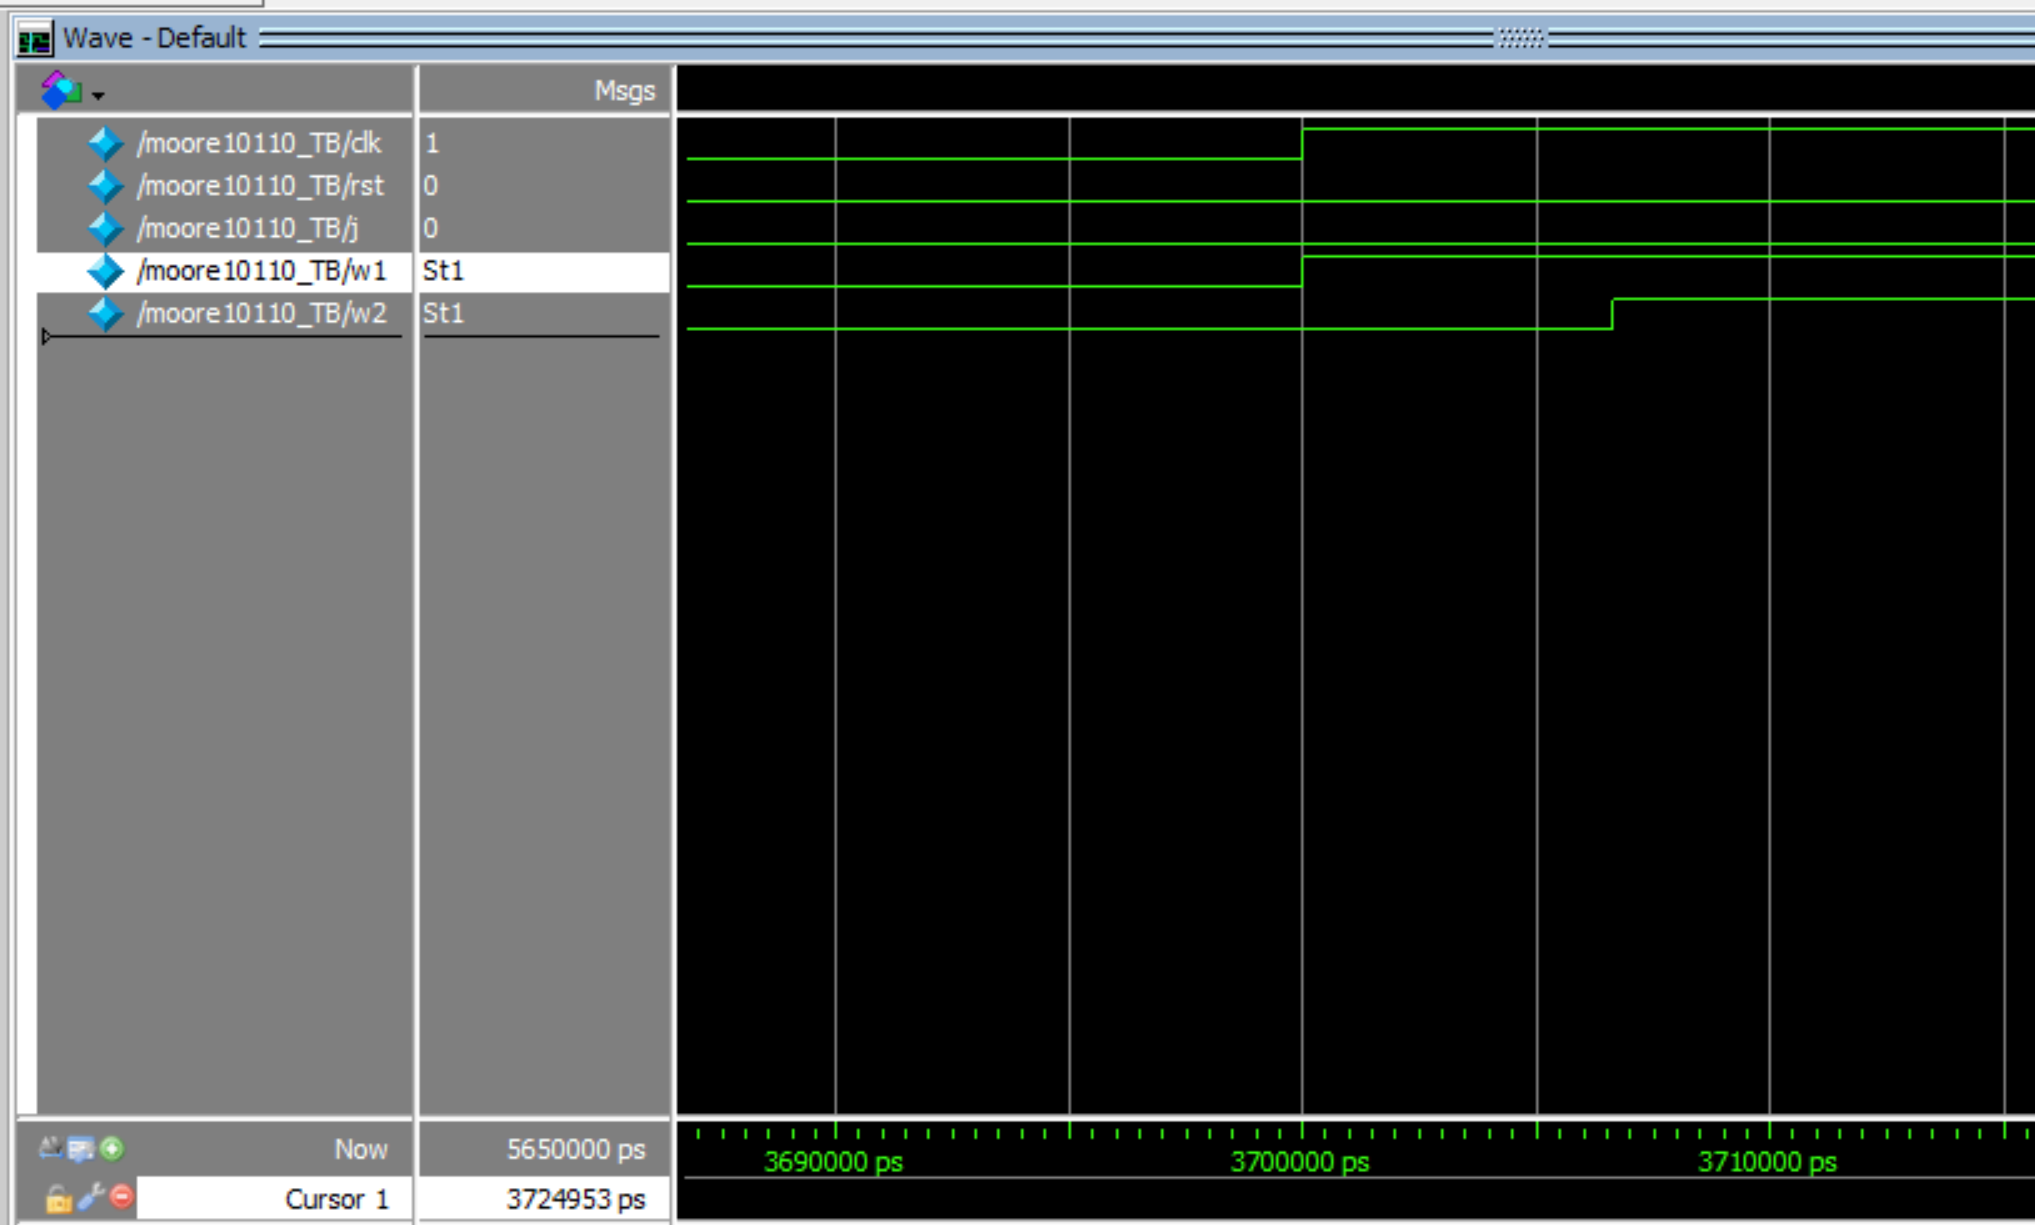 Wave - Default
Msgs
/moore10110_TB/clk 1
/moore10110_TB/rst 0
/moore10110_TB/j 0
/moore10110_TB/w1 St1
/moore10110_TB/w2 St1
Now 5650000 ps 3690000 ps 3700000 ps 3710000 ps
Cursor 1 3724953 ps